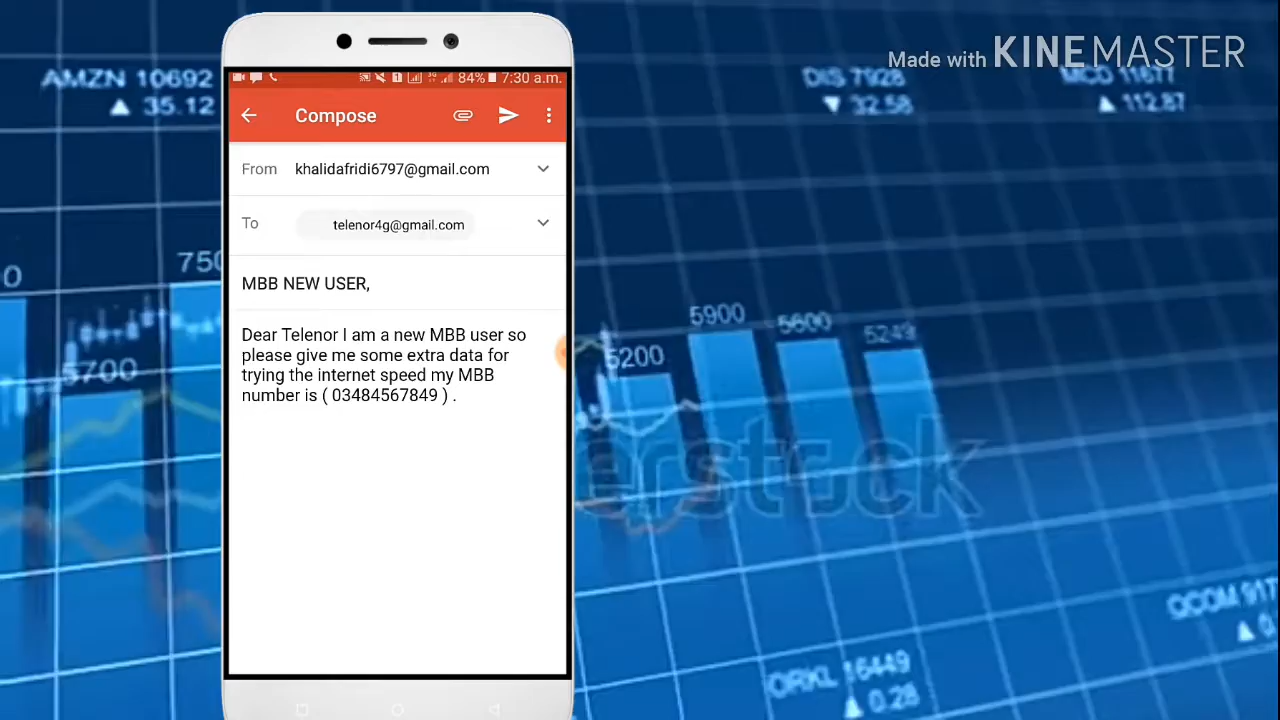 Made with KINEMASTER
AMZN 10692
▲ 35.12
DIS 7928
▼ 32.58
MCD 11677
▲ 112.87
84% 7:30 a.m.
Compose
From khalidafridi6797@gmail.com
To telenor4g@gmail.com
MBB NEW USER,
Dear Telenor I am a new MBB user so
please give me some extra data for
trying the internet speed my MBB
number is ( 03484567849 ) .
750
5700
5200
5900
5600
5249
QCOM 917
▲ 0.
ORKL 16449
▲ 0.28